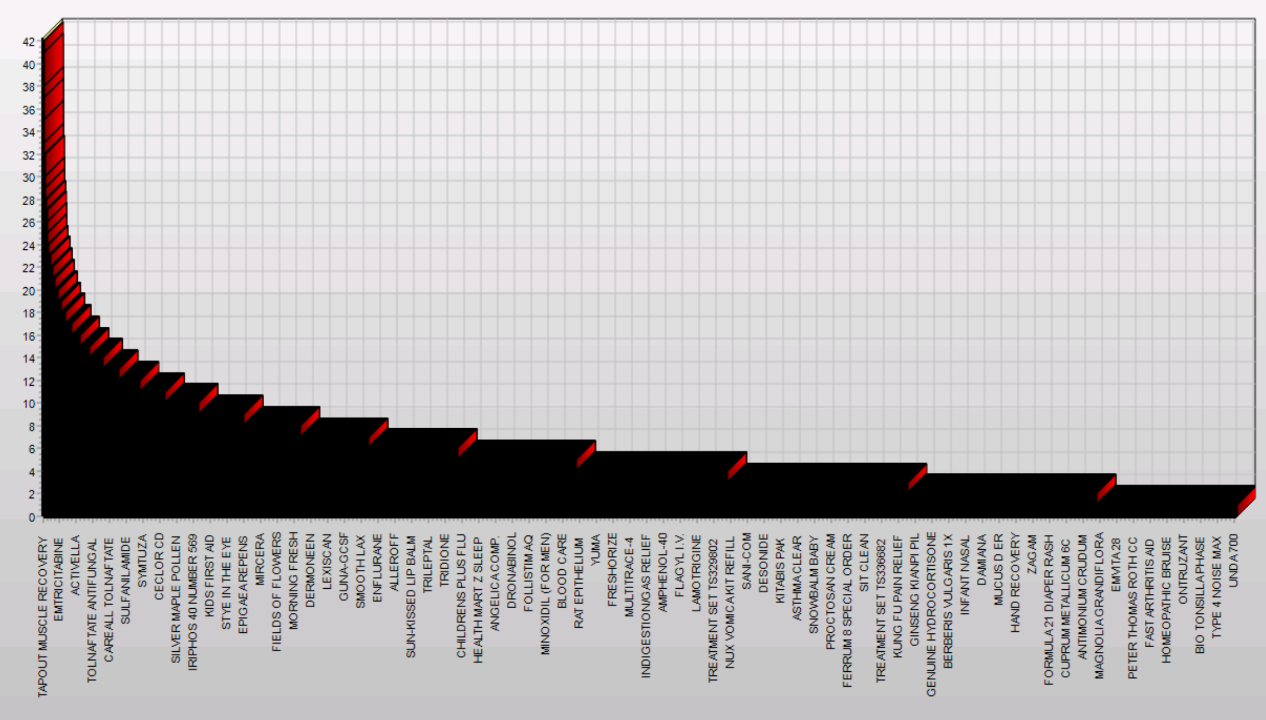 42
40
38
36
34
32
30
28
26
24
22
20
18
16
14
12
10
8
6
4
2
0
TAPOUT MUSCLE RECOVERY
EMTRICITABINE
ACTIVELLA
TOLNAFTATE ANTIFUNGAL
CAREALL TOLNAFTATE
SULFANILAMIDE
SYMTUZA
CECLOR CD
SILVER MAPLE POLLEN
IRIPHOS 40 NUMBER 569
KIDS FIRST AID
STYE IN THE EYE
EPIGAEA REPENS
MIRCERA
FIELDS OF FLOWERS
MORNING FRESH
DERMONEEN
LEXISCAN
GUNA-GCSF
SMOOTH LAX
ENFLURANE
ALLEROFF
SUN-KISSED LIP BALM
TRILEPTAL
TRIDIONE
CHILDRENS PLUS FLU
HEALTH MART Z SLEEP
ANGELICA COMP.
DRONABINOL
FOLLISTIM AQ
MINOXIDIL (FOR MEN)
BLOOD CARE
RAT EPITHELIUM
YUMA
FRESHORIZE
MULTITRACE-4
INDIGESTION/GAS RELIEF
AMPHENOL-40
FLAGYL I.V.
LAMOTRIGINE
TREATMENT SET TS329802
NUX VOMICA KIT REFILL
SANI-COM
DESONIDE
KITABIS PAK
ASTHMACLEAR
SNOWBALM BABY
PROCTOSAN CREAM
FERRUM 8 SPECIAL ORDER
SIT CLEAN
TREATMENT SET TS336682
KUNG FU PAIN RELIEF
GINSENG KIANPI PIL
GENUINE HYDROCORTISONE
BERBERIS VULGARIS 1X
INFANT NASAL
DAMIANA
MUCUS D ER
HAND RECOVERY
ZAGAM
FORMULA 21 DIAPER RASH
CUPRUM METALLICUM 6C
ANTIMONIUM CRUDUM
MAGNOLIA GRANDIFLORA
EMVITA 28
PETER THOMAS ROTH CC
FAST ARTHRITIS AID
HOMEOPATHIC BRUISE
ONTRUZANT
BIO TONSILLAPHASE
TYPE 4 NOISE MAX
UNDA 700